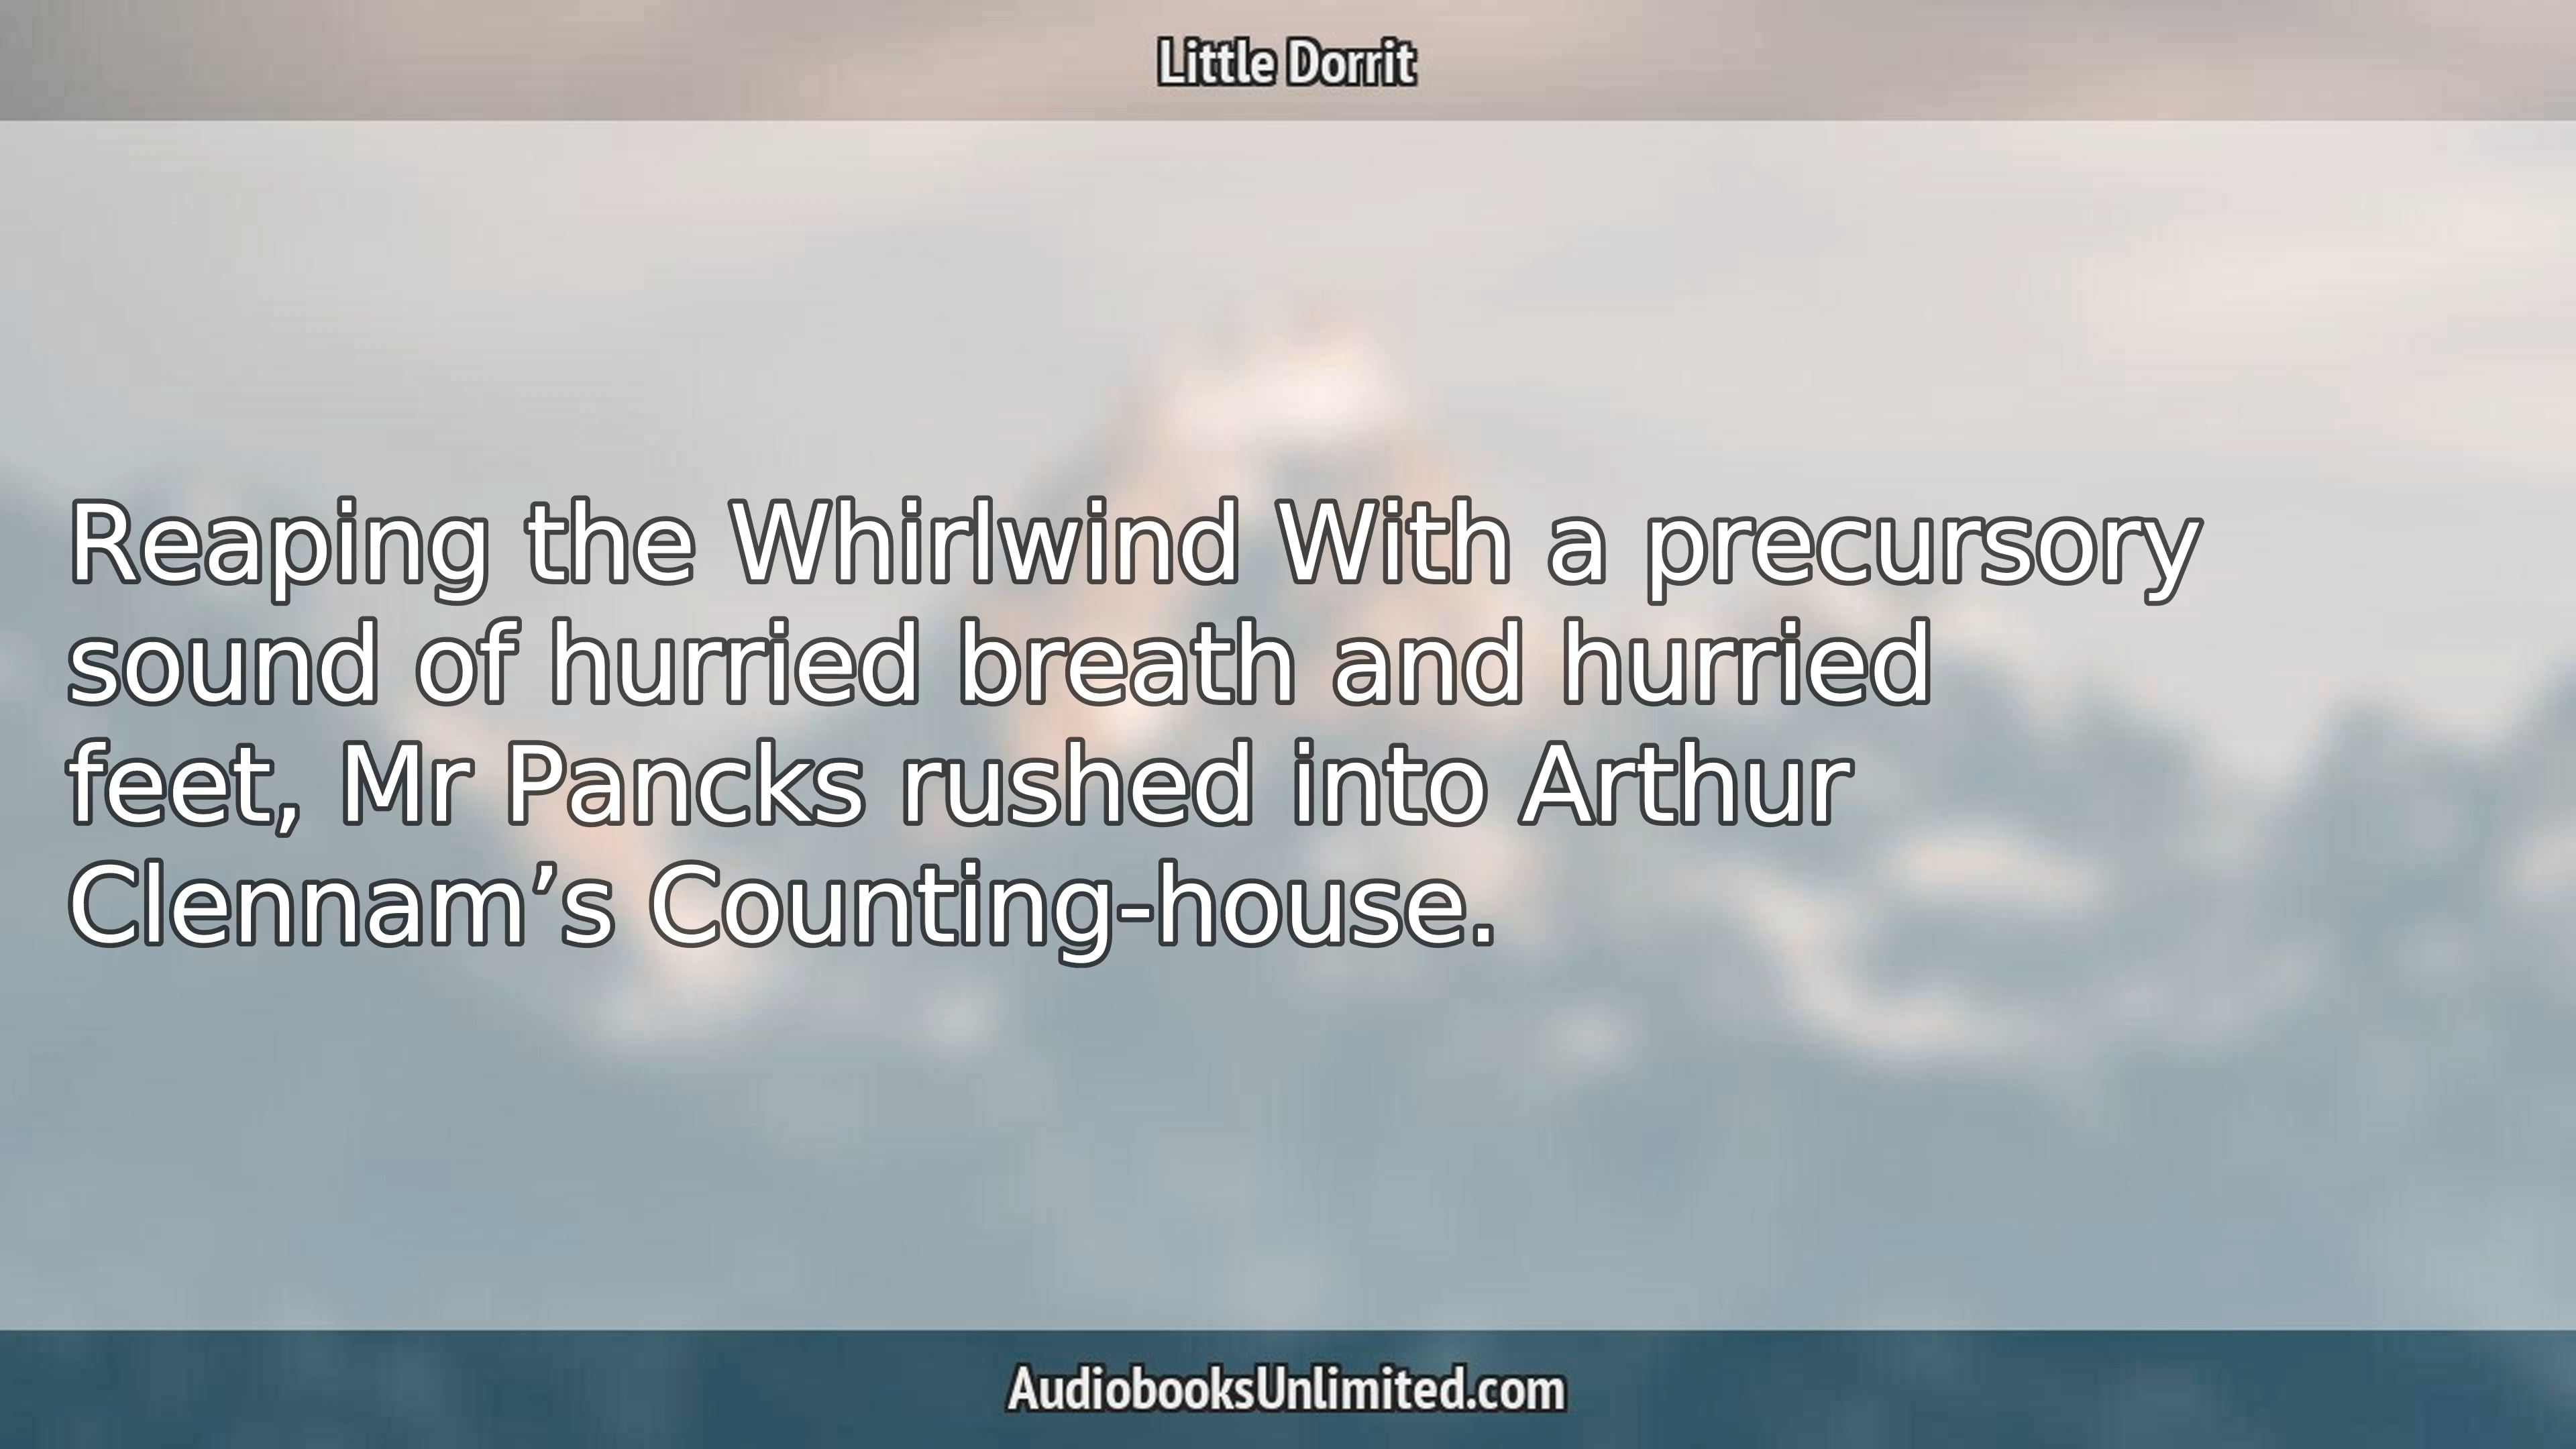 Little Dorrit
Reaping the Whirlwind With a precursory
sound of hurried breath and hurried
feet, Mr Pancks rushed into Arthur
Clennam’s Counting-house.
AudiobooksUnlimited.com